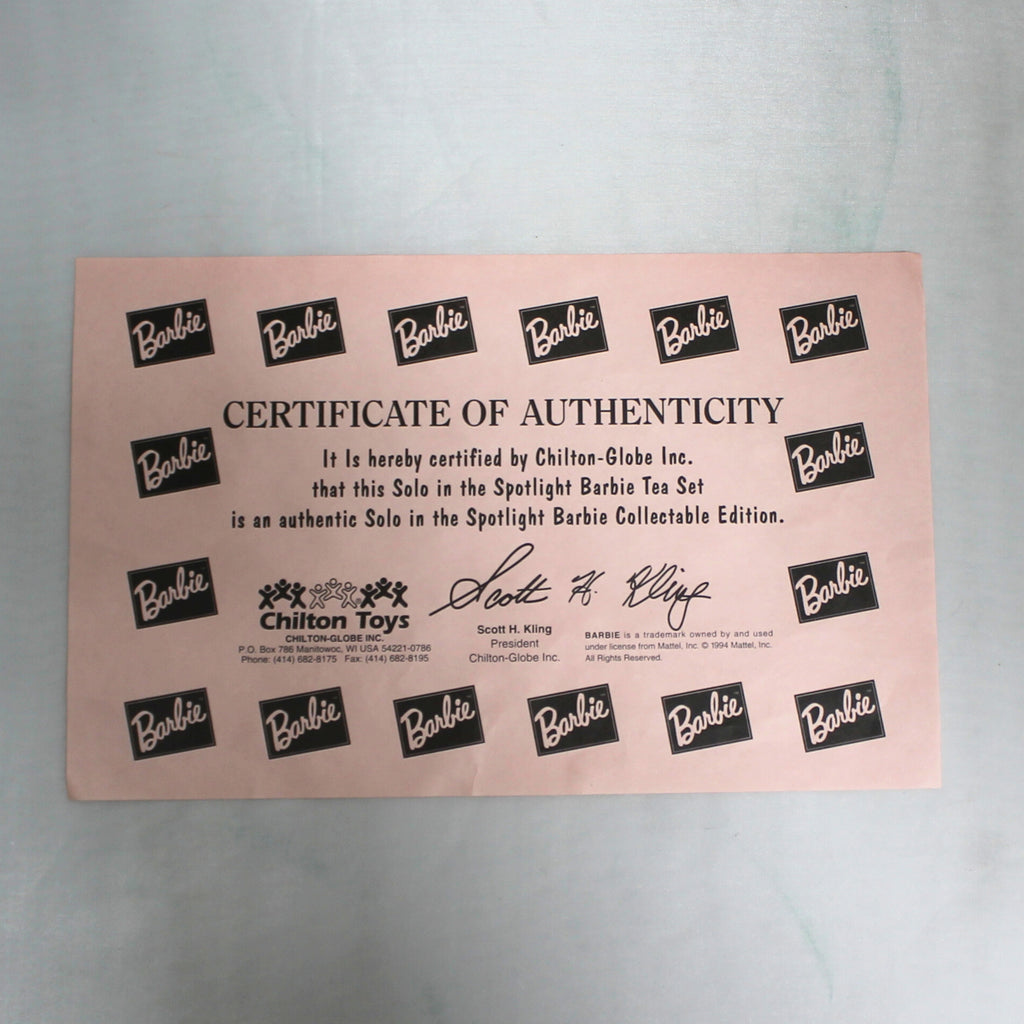 Barbie Barbie Barbie Barbie Barbie Barbie
CERTIFICATE OF AUTHENTICITY
Barbie Barbie
It Is hereby certified by Chilton-Globe Inc.
that this Solo in the Spotlight Barbie Tea Set
is an authentic Solo in the Spotlight Barbie Collectable Edition.
Barbie Barbie
Scott H. Kling
Chilton Toys
CHILTON-GLOBE INC.
P.O. Box 786 Manitowoc, WI USA 54221-0786
Phone: (414) 682-8175 Fax: (414) 682-8195
Scott H. Kling
President
Chilton-Globe Inc.
BARBIE is a trademark owned by and used
under license from Mattel, Inc. © 1994 Mattel, Inc.
All Rights Reserved.
Barbie Barbie Barbie Barbie Barbie Barbie